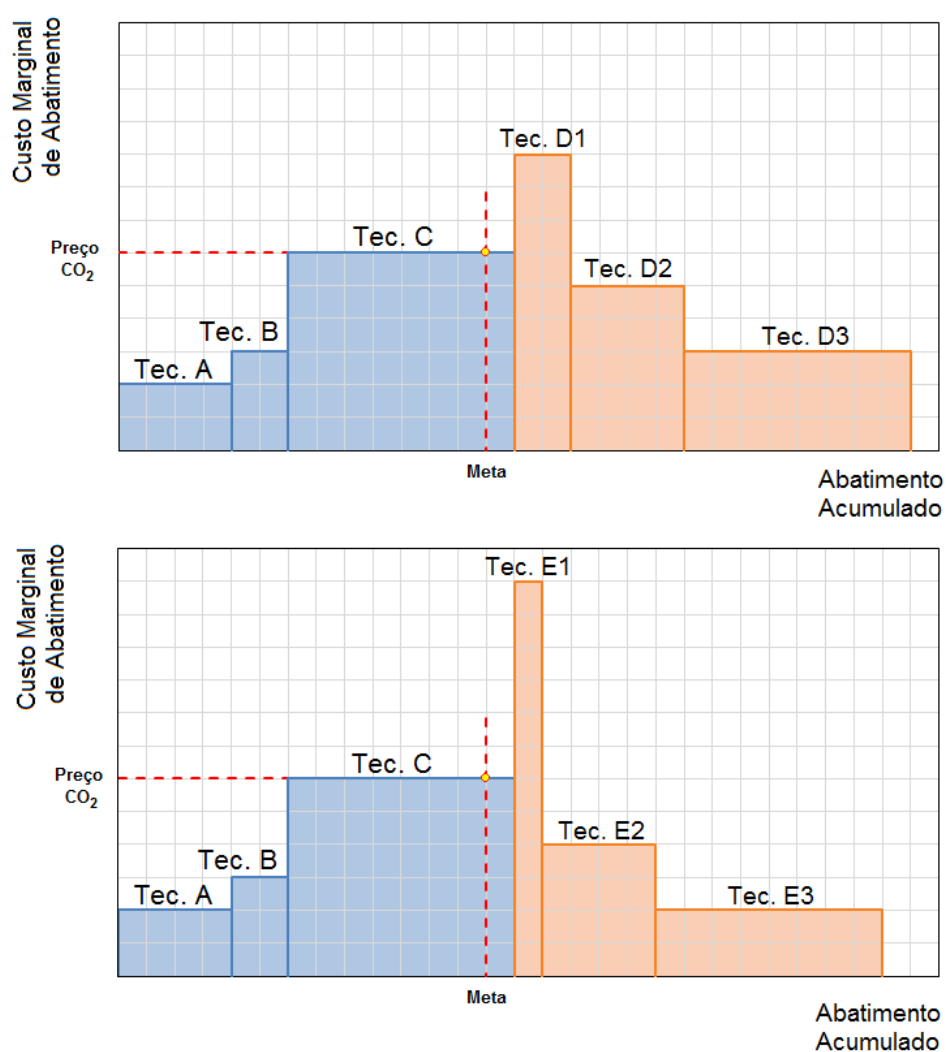 Custo Marginal
de Abatimento
Tec. D1
Tec. C
Preço
CO₂
Tec. D2
Tec. B
Tec. D3
Tec. A
Meta
Abatimento
Acumulado
Custo Marginal
de Abatimento
Tec. E1
Tec. C
Preço
CO₂
Tec. E2
Tec. B
Tec. A
Tec. E3
Meta
Abatimento
Acumulado